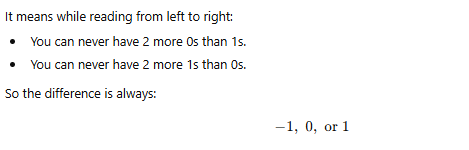 It means while reading from left to right:
• You can never have 2 more 0s than 1s.
• You can never have 2 more 1s than 0s.
So the difference is always:
−1, 0, or 1